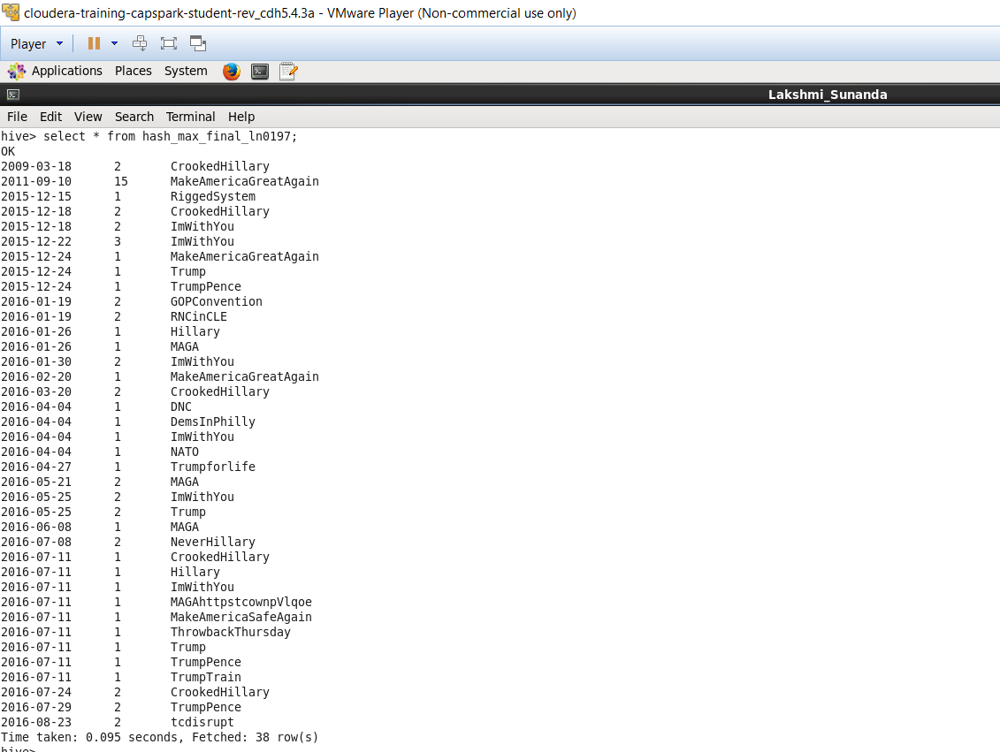 cloudera-training-capspark-student-rev_cdh5.4.3a - VMware Player (Non-commercial use only)
Player
Applications Places System
Lakshmi_Sunanda
File Edit View Search Terminal Help
hive> select * from hash_max_final_ln0197;
OK
2009-03-18 2 CrookedHillary
2011-09-10 15 MakeAmericaGreatAgain
2015-12-15 1 RiggedSystem
2015-12-18 2 CrookedHillary
2015-12-18 2 ImWithYou
2015-12-22 3 ImWithYou
2015-12-24 1 MakeAmericaGreatAgain
2015-12-24 1 Trump
2015-12-24 1 TrumpPence
2016-01-19 2 GOPConvention
2016-01-19 2 RNCinCLE
2016-01-26 1 Hillary
2016-01-26 1 MAGA
2016-01-30 2 ImWithYou
2016-02-20 1 MakeAmericaGreatAgain
2016-03-20 2 CrookedHillary
2016-04-04 1 DNC
2016-04-04 1 DemsInPhilly
2016-04-04 1 ImWithYou
2016-04-04 1 NATO
2016-04-27 1 Trumpforlife
2016-05-21 2 MAGA
2016-05-25 2 ImWithYou
2016-05-25 2 Trump
2016-06-08 1 MAGA
2016-07-08 2 NeverHillary
2016-07-11 1 CrookedHillary
2016-07-11 1 Hillary
2016-07-11 1 ImWithYou
2016-07-11 1 MAGAhttpstcownpVlqoe
2016-07-11 1 MakeAmericaSafeAgain
2016-07-11 1 ThrowbackThursday
2016-07-11 1 Trump
2016-07-11 1 TrumpPence
2016-07-11 1 TrumpTrain
2016-07-24 2 CrookedHillary
2016-07-29 2 TrumpPence
2016-08-23 2 tcdisrupt
Time taken: 0.095 seconds, Fetched: 38 row(s)
hive>